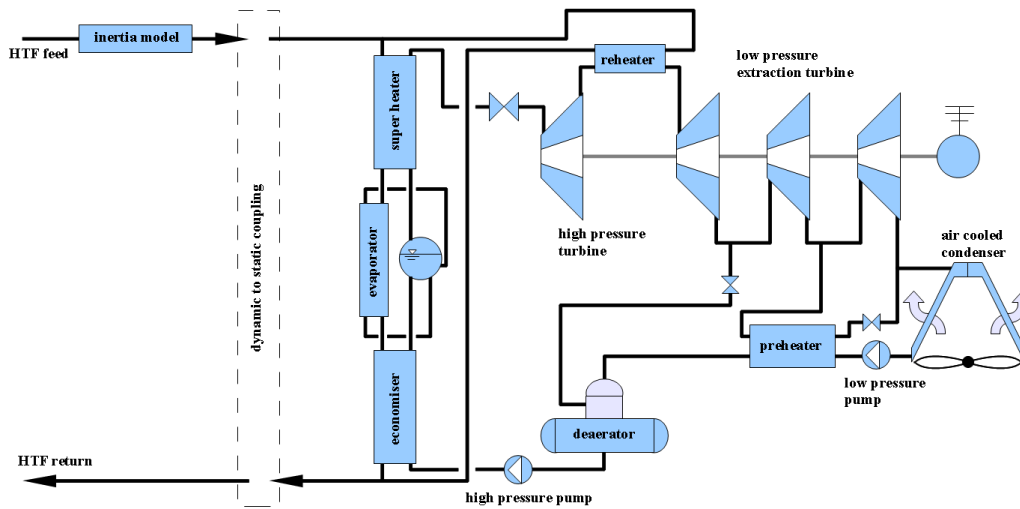 inertia model
HTF feed
dynamic to static coupling
super heater
evaporator
economiser
HTF return
reheater
low pressure
extraction turbine
high pressure
turbine
air cooled
condenser
preheater
low pressure
pump
deaerator
high pressure pump